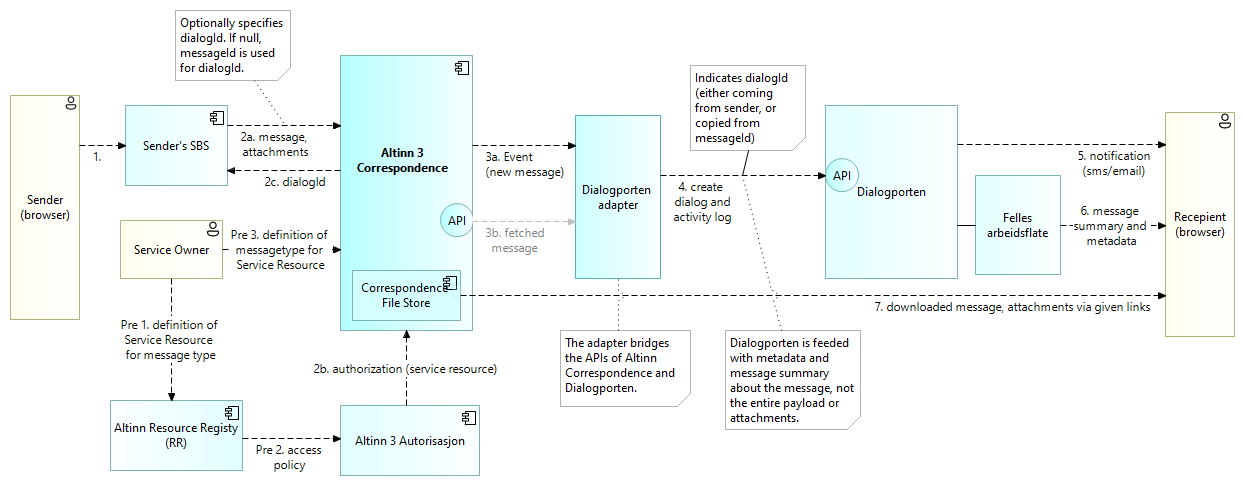 Optionally specifies
dialogId. If null,
messageId is used
for dialogId.
Sender
(browser)
1.
Sender's SBS
2a. message,
attachments
2c. dialogId
Service Owner
Pre 3. definition of
messagetype for
Service Resource
Pre 1. definition of
Service Resource
for message type
Altinn Resource Registy
(RR)
Pre 2. access
policy
Altinn 3 Autorisasjon
2b. authorization (service resource)
Altinn 3
Correspondence
API
Correspondence
File Store
3a. Event
(new message)
3b. fetched
message
Dialogporten
adapter
The adapter bridges
the APIs of Altinn
Correspondence and
Dialogporten.
4. create
dialog and
activity log
Indicates dialogId
(either coming
from sender, or
copied from
messageId)
Dialogporten is feeded
with metadata and
message summary
about the message, not
the entire payload or
attachments.
API
Dialogporten
Felles
arbeidsflate
5. notification
(sms/email)
6. message
summary and
metadata
7. downloaded message, attachments via given links
Recepient
(browser)